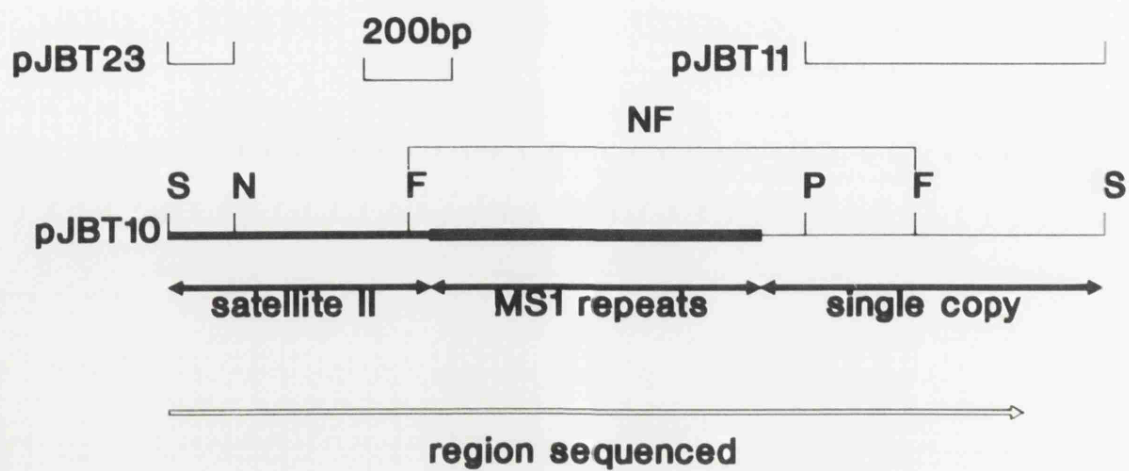 pJBT23 200bp pJBT11
NF
S N F P F S
pJBT10
satellite II MS1 repeats single copy
region sequenced